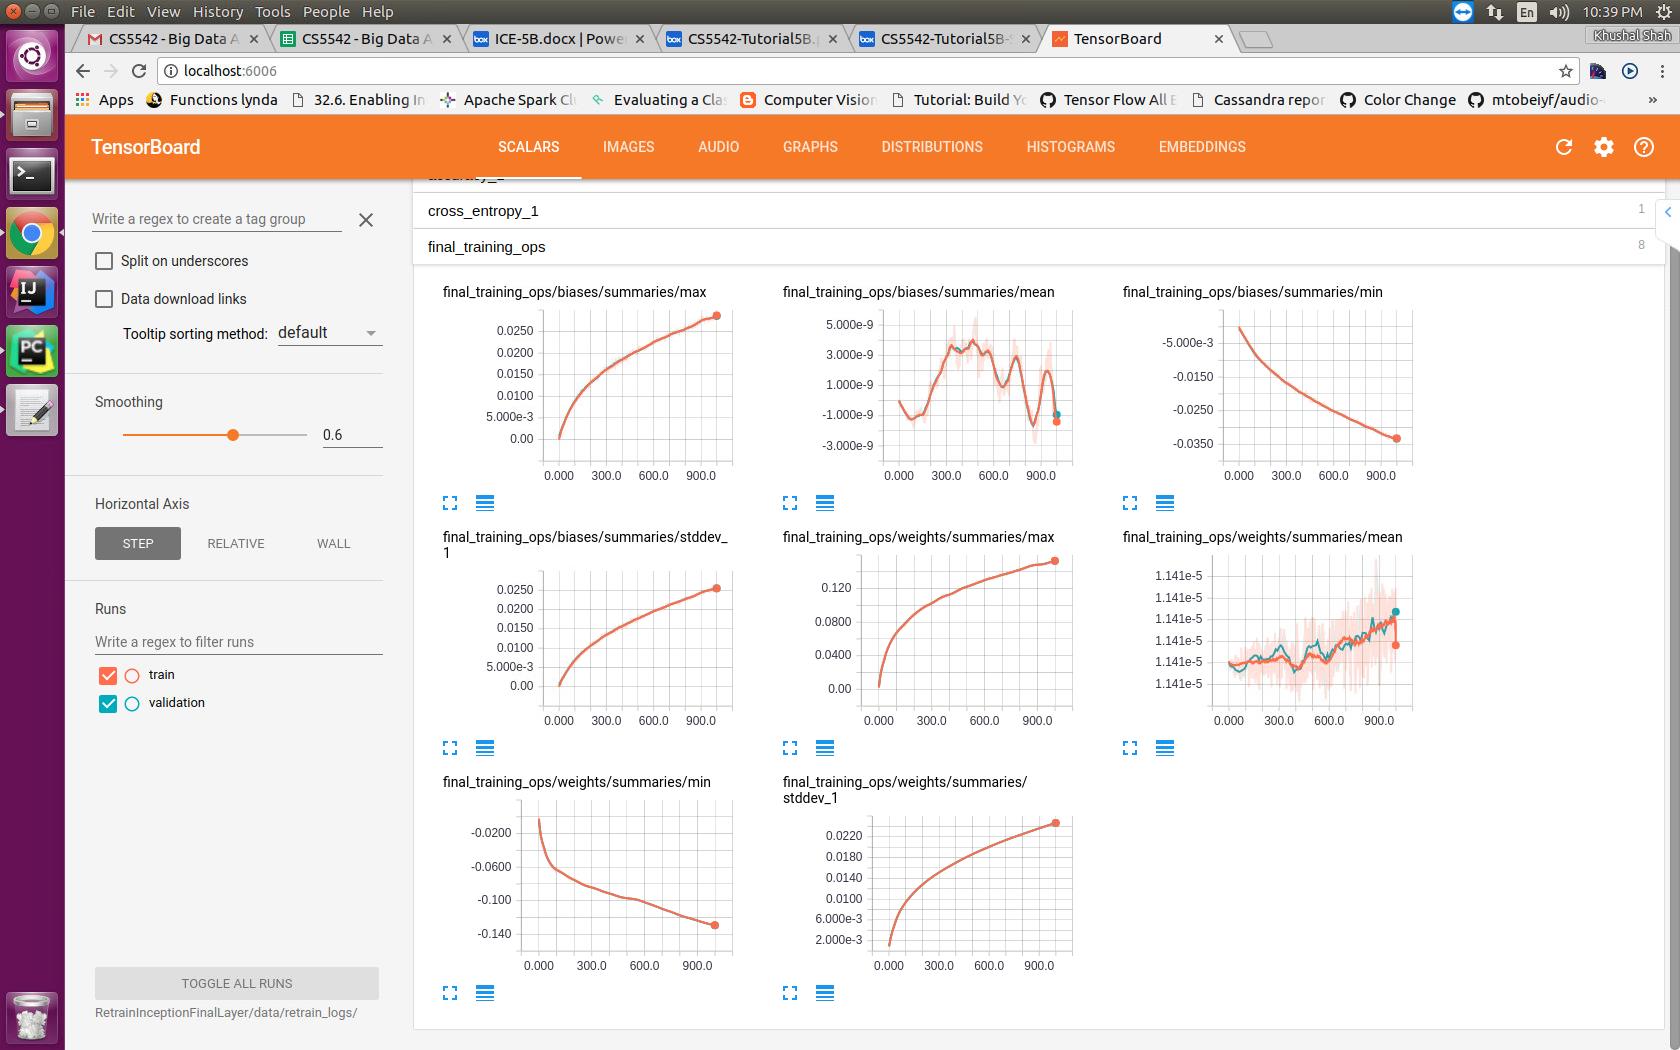 File Edit View History Tools People Help
En 10:39 PM
CS5542 - Big Data A
CS5542 - Big Data A
ICE-5B.docx | Powe
CS5542-Tutorial5B.
CS5542-Tutorial5B-
TensorBoard
Khushal Shah
localhost:6006
Apps Functions lynda 32.6. Enabling In Apache Spark Cl Evaluating a Cla Computer Vision Tutorial: Build Yo Tensor Flow All E Cassandra repor Color Change mtobeiyf/audio- »
TensorBoard
SCALARS IMAGES AUDIO GRAPHS DISTRIBUTIONS HISTOGRAMS EMBEDDINGS
Write a regex to create a tag group
Split on underscores
Data download links
Tooltip sorting method: default
Smoothing
0.6
Horizontal Axis
STEP RELATIVE WALL
Runs
Write a regex to filter runs
train
validation
TOGGLE ALL RUNS
RetrainInceptionFinalLayer/data/retrain_logs/
cross_entropy_1 1
final_training_ops 8
final_training_ops/biases/summaries/max
0.0250
0.0200
0.0150
0.0100
5.000e-3
0.00
0.000 300.0 600.0 900.0
final_training_ops/biases/summaries/mean
5.000e-9
3.000e-9
1.000e-9
-1.000e-9
-3.000e-9
0.000 300.0 600.0 900.0
final_training_ops/biases/summaries/min
-5.000e-3
-0.0150
-0.0250
-0.0350
0.000 300.0 600.0 900.0
final_training_ops/biases/summaries/stddev_
1
0.0250
0.0200
0.0150
0.0100
5.000e-3
0.00
0.000 300.0 600.0 900.0
final_training_ops/weights/summaries/max
0.120
0.0800
0.0400
0.00
0.000 300.0 600.0 900.0
final_training_ops/weights/summaries/mean
1.141e-5
1.141e-5
1.141e-5
1.141e-5
1.141e-5
1.141e-5
0.000 300.0 600.0 900.0
final_training_ops/weights/summaries/min
-0.0200
-0.0600
-0.100
-0.140
0.000 300.0 600.0 900.0
final_training_ops/weights/summaries/
stddev_1
0.0220
0.0180
0.0140
0.0100
6.000e-3
2.000e-3
0.000 300.0 600.0 900.0